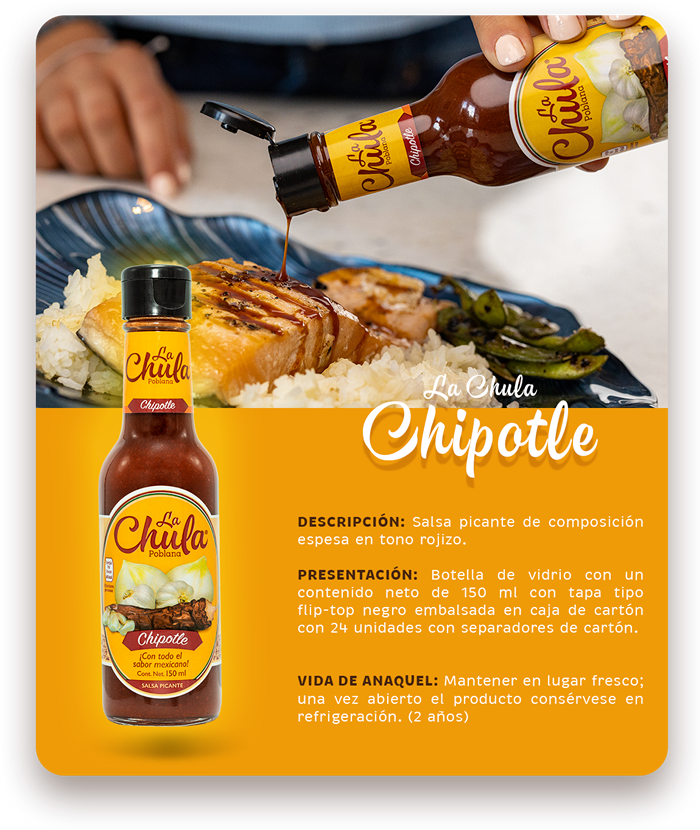 La
Chula
Poblana
Chipotle
La
Chula®
Poblana
La Chula
Chipotle
La
Chula
Poblana
Chipotle
La
Chula®
Poblana
Chipotle
¡Con todo el
sabor mexicano!
Cont. Net. 150 ml
SALSA PICANTE
DESCRIPCIÓN: Salsa picante de composición
espesa en tono rojizo.
PRESENTACIÓN: Botella de vidrio con un
contenido neto de 150 ml con tapa tipo
flip-top negro embalsada en caja de cartón
con 24 unidades con separadores de cartón.
VIDA DE ANAQUEL: Mantener en lugar fresco;
una vez abierto el producto consérvese en
refrigeración. (2 años)